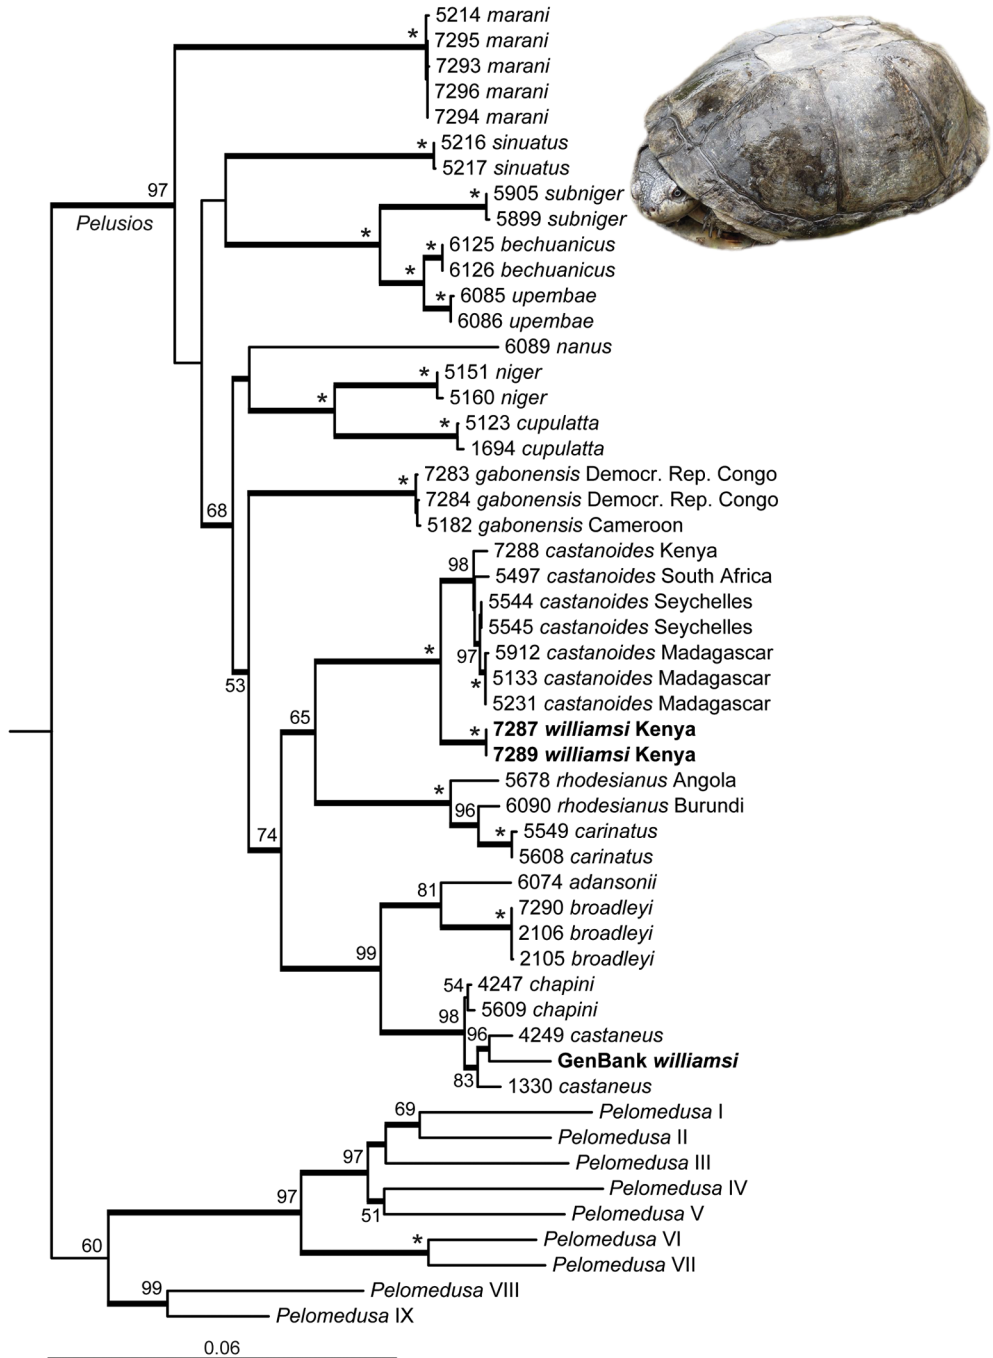 5214 marani
*
7295 marani
7293 marani
7296 marani
7294 marani
5216 sinuatus
*
5217 sinuatus
97
5905 subniger
*
Pelusios
5899 subniger
*
6125 bechuanicus
*
6126 bechuanicus
*
6085 upembae
*
6086 upembae
6089 nanus
5151 niger
*
5160 niger
*
5123 cupulatta
*
1694 cupulatta
7283 gabonensis Democr. Rep. Congo
*
7284 gabonensis Democr. Rep. Congo
68
5182 gabonensis Cameroon
7288 castanoides Kenya
98
5497 castanoides South Africa
5544 castanoides Seychelles
5545 castanoides Seychelles
*
5912 castanoides Madagascar
97
5133 castanoides Madagascar
*
53
5231 castanoides Madagascar
65
7287 williamsi Kenya
*
7289 williamsi Kenya
5678 rhodesianus Angola
*
6090 rhodesianus Burundi
96
5549 carinatus
*
74
5608 carinatus
6074 adansonii
81
7290 broadleyi
*
2106 broadleyi
99
2105 broadleyi
54
4247 chapini
5609 chapini
98
96
4249 castaneus
GenBank williamsi
83
1330 castaneus
69
Pelomedusa I
Pelomedusa II
97
Pelomedusa III
Pelomedusa IV
97
51
Pelomedusa V
*
Pelomedusa VI
60
Pelomedusa VII
99
Pelomedusa VIII
Pelomedusa IX
0.06